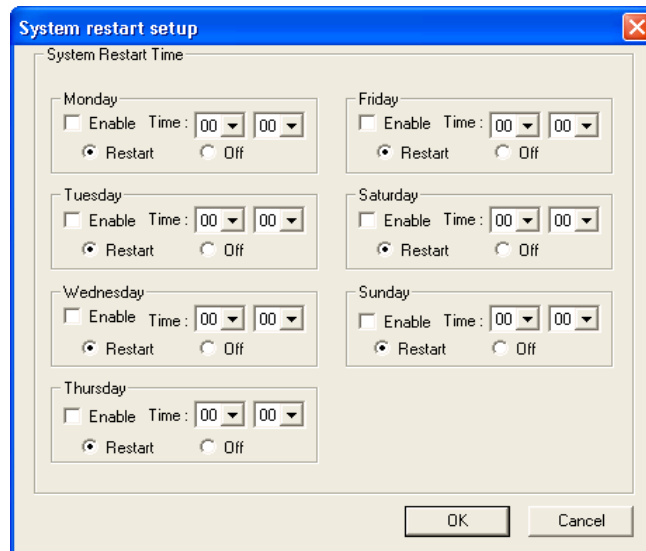 System restart setup
System Restart Time
Monday
Enable Time : 00 00
Restart Off
Tuesday
Enable Time : 00 00
Restart Off
Wednesday
Enable Time : 00 00
Restart Off
Thursday
Enable Time : 00 00
Restart Off
Friday
Enable Time : 00 00
Restart Off
Saturday
Enable Time : 00 00
Restart Off
Sunday
Enable Time : 00 00
Restart Off
OK Cancel